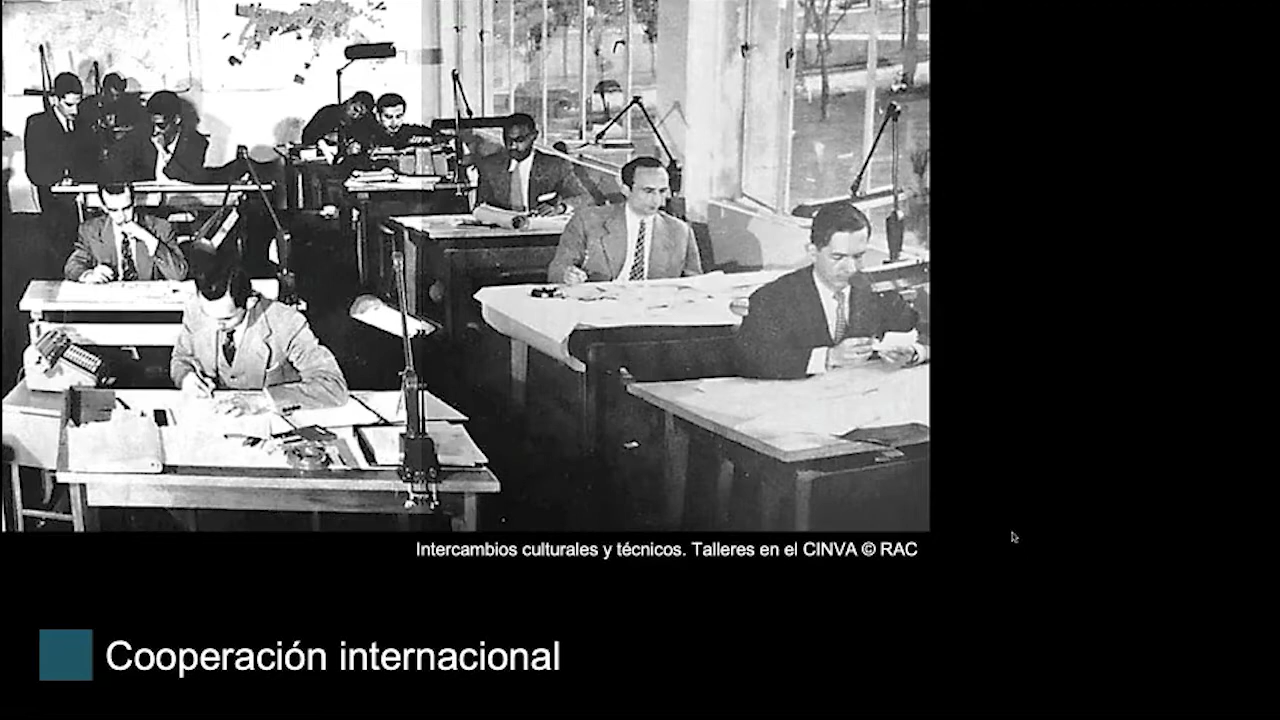 Intercambios culturales y técnicos. Talleres en el CINVA © RAC
Cooperación internacional